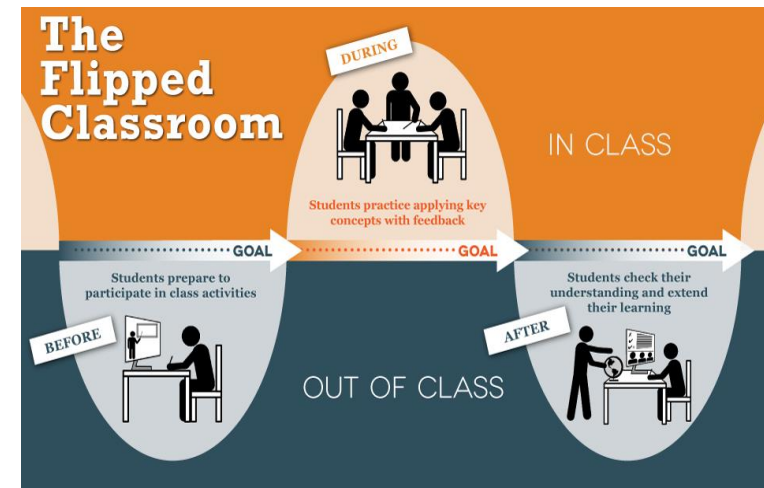 The
Flipped
Classroom
DURING
IN CLASS
Students practice applying key
concepts with feedback
GOAL
GOAL
GOAL
Students prepare to
participate in class activities
BEFORE
OUT OF CLASS
Students check their
understanding and extend
their learning
AFTER